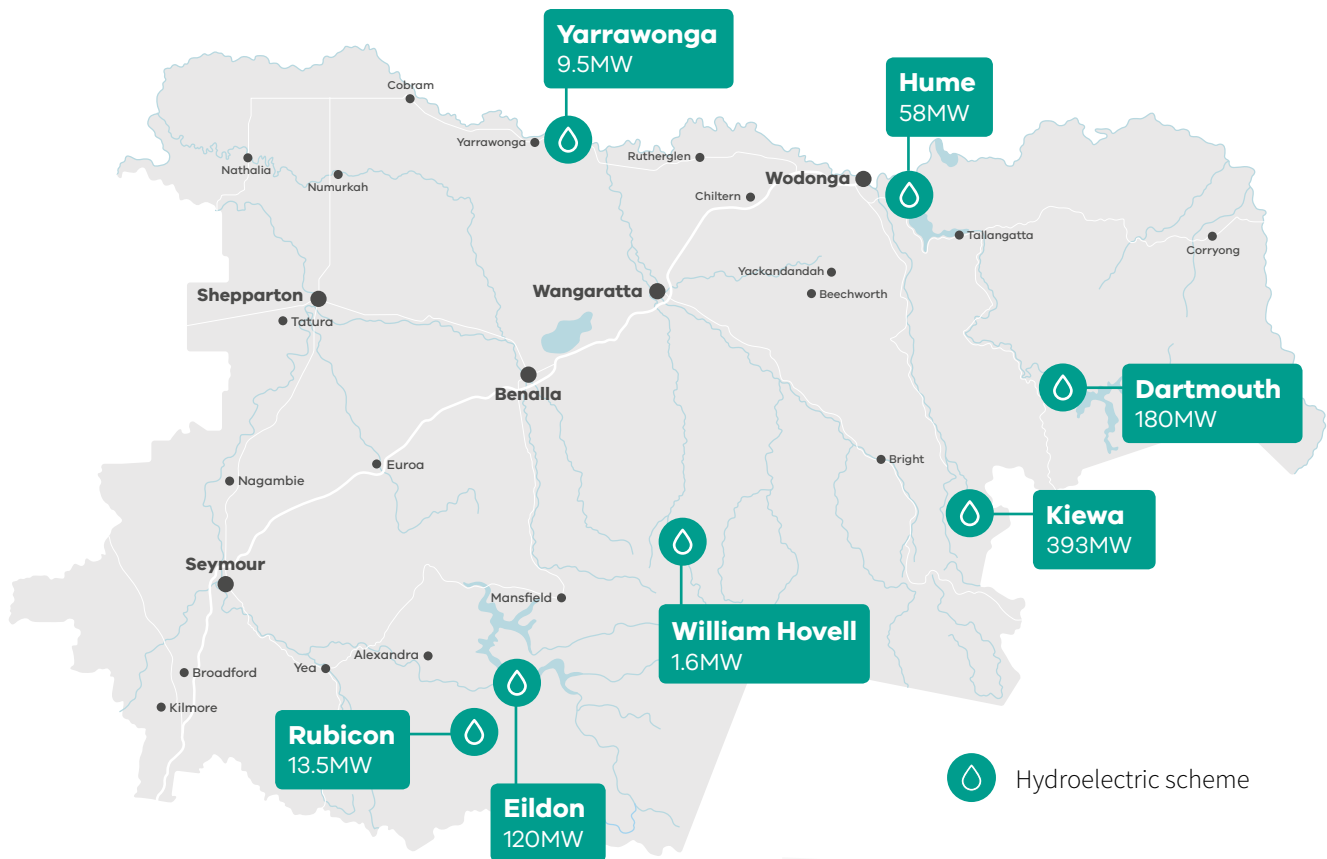 Yarrawonga
9.5MW
Hume
58MW
Cobram
Yarrawonga
Rutherglen
Nathalia
Numurkah
Wodonga
Chiltern
Tallangatta
Corryong
Yackandandah
Beechworth
Shepparton
Wangaratta
Tatura
Benalla
Dartmouth
180MW
Euroa
Bright
Nagambie
Kiewa
393MW
Seymour
Mansfield
William Hovell
1.6MW
Alexandra
Yea
Broadford
Kilmore
Rubicon
13.5MW
Eildon
120MW
Hydroelectric scheme